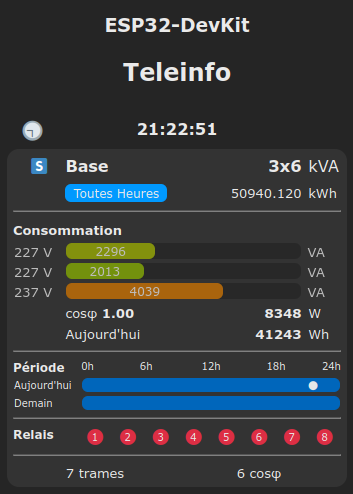 ESP32-DevKit
Teleinfo
21:22:51
S Base 3x6 kVA
Toutes Heures 50940.120 kWh
Consommation
227 V 2296 VA
227 V 2013 VA
237 V 4039 VA
cosφ 1.00 8348 W
Aujourd'hui 41243 Wh
Période 0h 6h 12h 18h 24h
Aujourd'hui
Demain
Relais 1 2 3 4 5 6 7 8
7 trames 6 cosφ